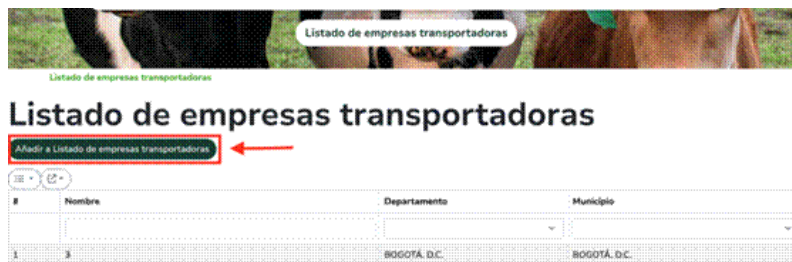 Listado de empresas transportadoras
Listado de empresas transportadoras
Listado de empresas transportadoras
Añadir a Listado de empresas transportadoras
# Nombre Departamento Municipio
1 3 BOGOTÁ. D.C. BOGOTÁ. D.C.